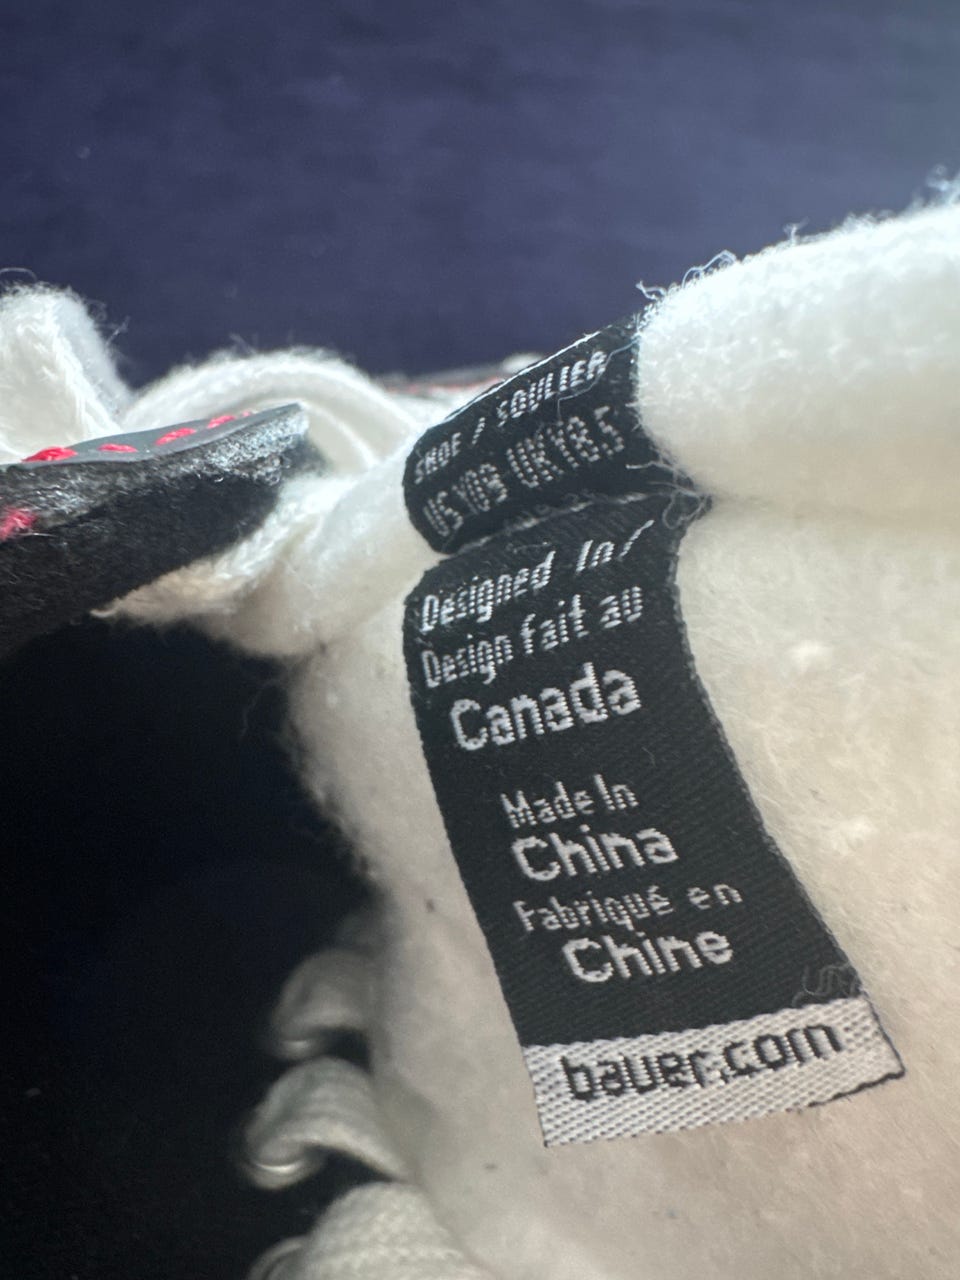 SHOE / SOULIER
US Y09 UK Y8.5
Designed In/
Design fait au
Canada
Made In
China
Fabriqué en
Chine
bauer.com